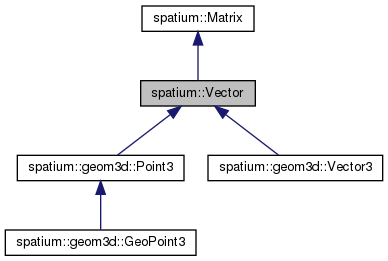 spatium::Matrix
spatium::Vector
spatium::geom3d::Point3
spatium::geom3d::Vector3
spatium::geom3d::GeoPoint3